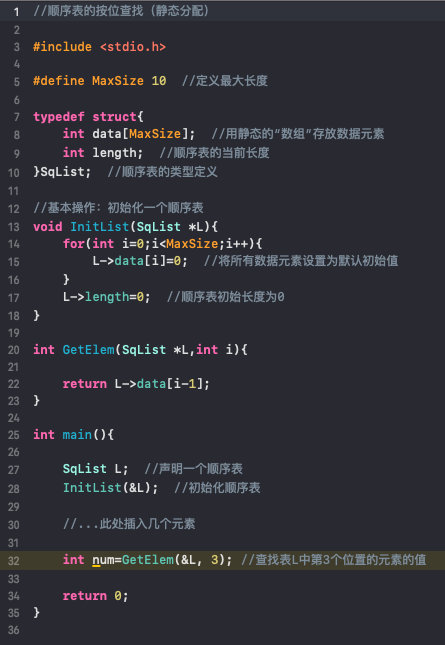 1 //顺序表的按位查找（静态分配）
2
3 #include <stdio.h>
4
5 #define MaxSize 10  //定义最大长度
6
7 typedef struct{
8     int data[MaxSize];  //用静态的“数组”存放数据元素
9     int length;  //顺序表的当前长度
10 }SqList;  //顺序表的类型定义
11
12 //基本操作：初始化一个顺序表
13 void InitList(SqList *L){
14     for(int i=0;i<MaxSize;i++){
15         L->data[i]=0;  //将所有数据元素设置为默认初始值
16     }
17     L->length=0;  //顺序表初始长度为0
18 }
19
20 int GetElem(SqList *L,int i){
21
22     return L->data[i-1];
23 }
24
25 int main(){
26
27     SqList L;  //声明一个顺序表
28     InitList(&L);  //初始化顺序表
29
30     //...此处插入几个元素
31
32     int num=GetElem(&L, 3); //查找表L中第3个位置的元素的值
33
34     return 0;
35 }
36